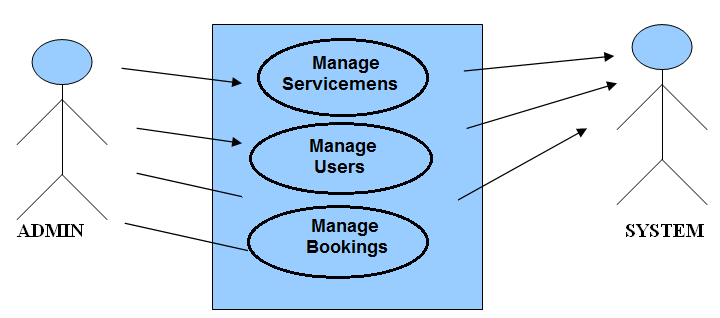 Manage
Servicemens
Manage
Users
Manage
Bookings
ADMIN
SYSTEM